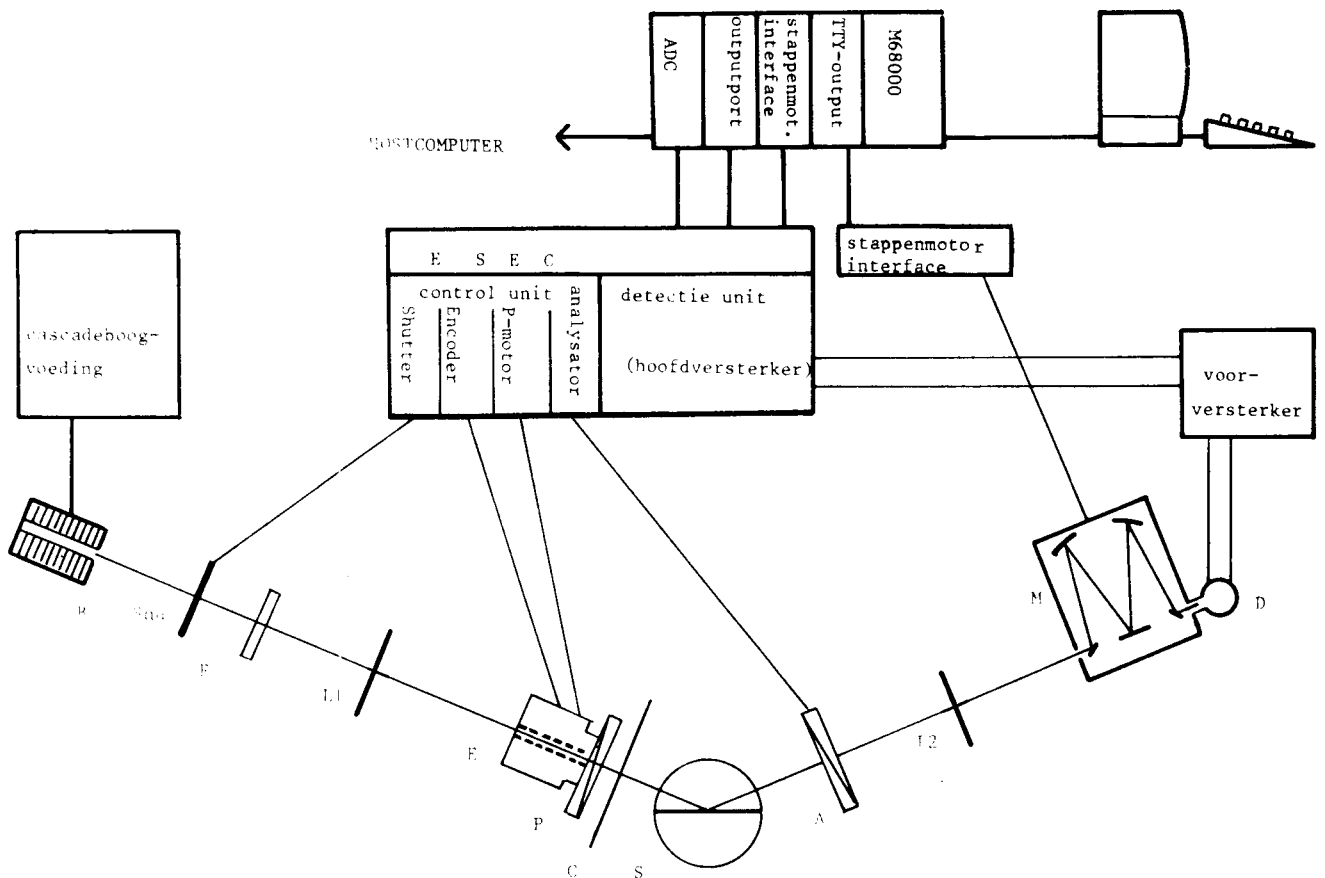 ADC
outputport
stappenmot.
interface
TTY-output
M68000
HOSTCOMPUTER
stappenmotor
interface
E S E C
control unit
Shutter
Encoder
P-motor
analysator
detectie unit
(hoofdversterker)
cascadeboog-
voeding
voor-
versterker
M
D
F
L1
L2
E
P
C
S
A